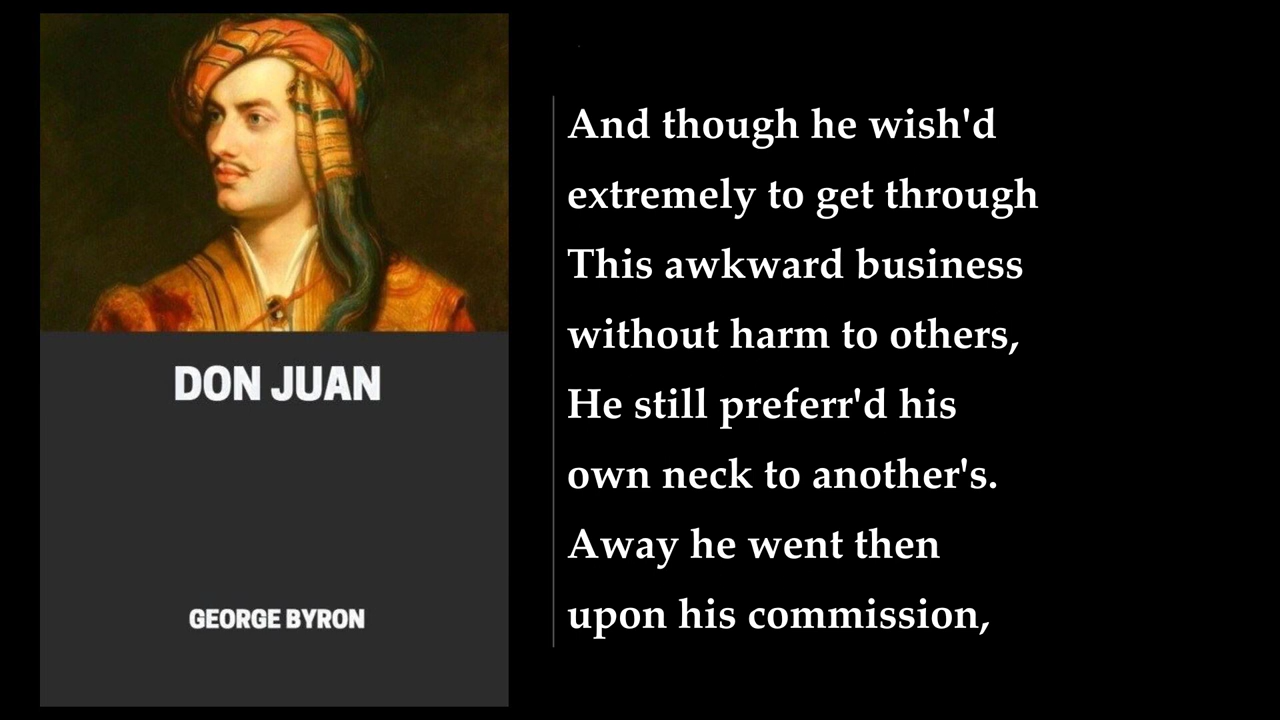 DON JUAN
GEORGE BYRON
And though he wish'd
extremely to get through
This awkward business
without harm to others,
He still preferr'd his
own neck to another's.
Away he went then
upon his commission,